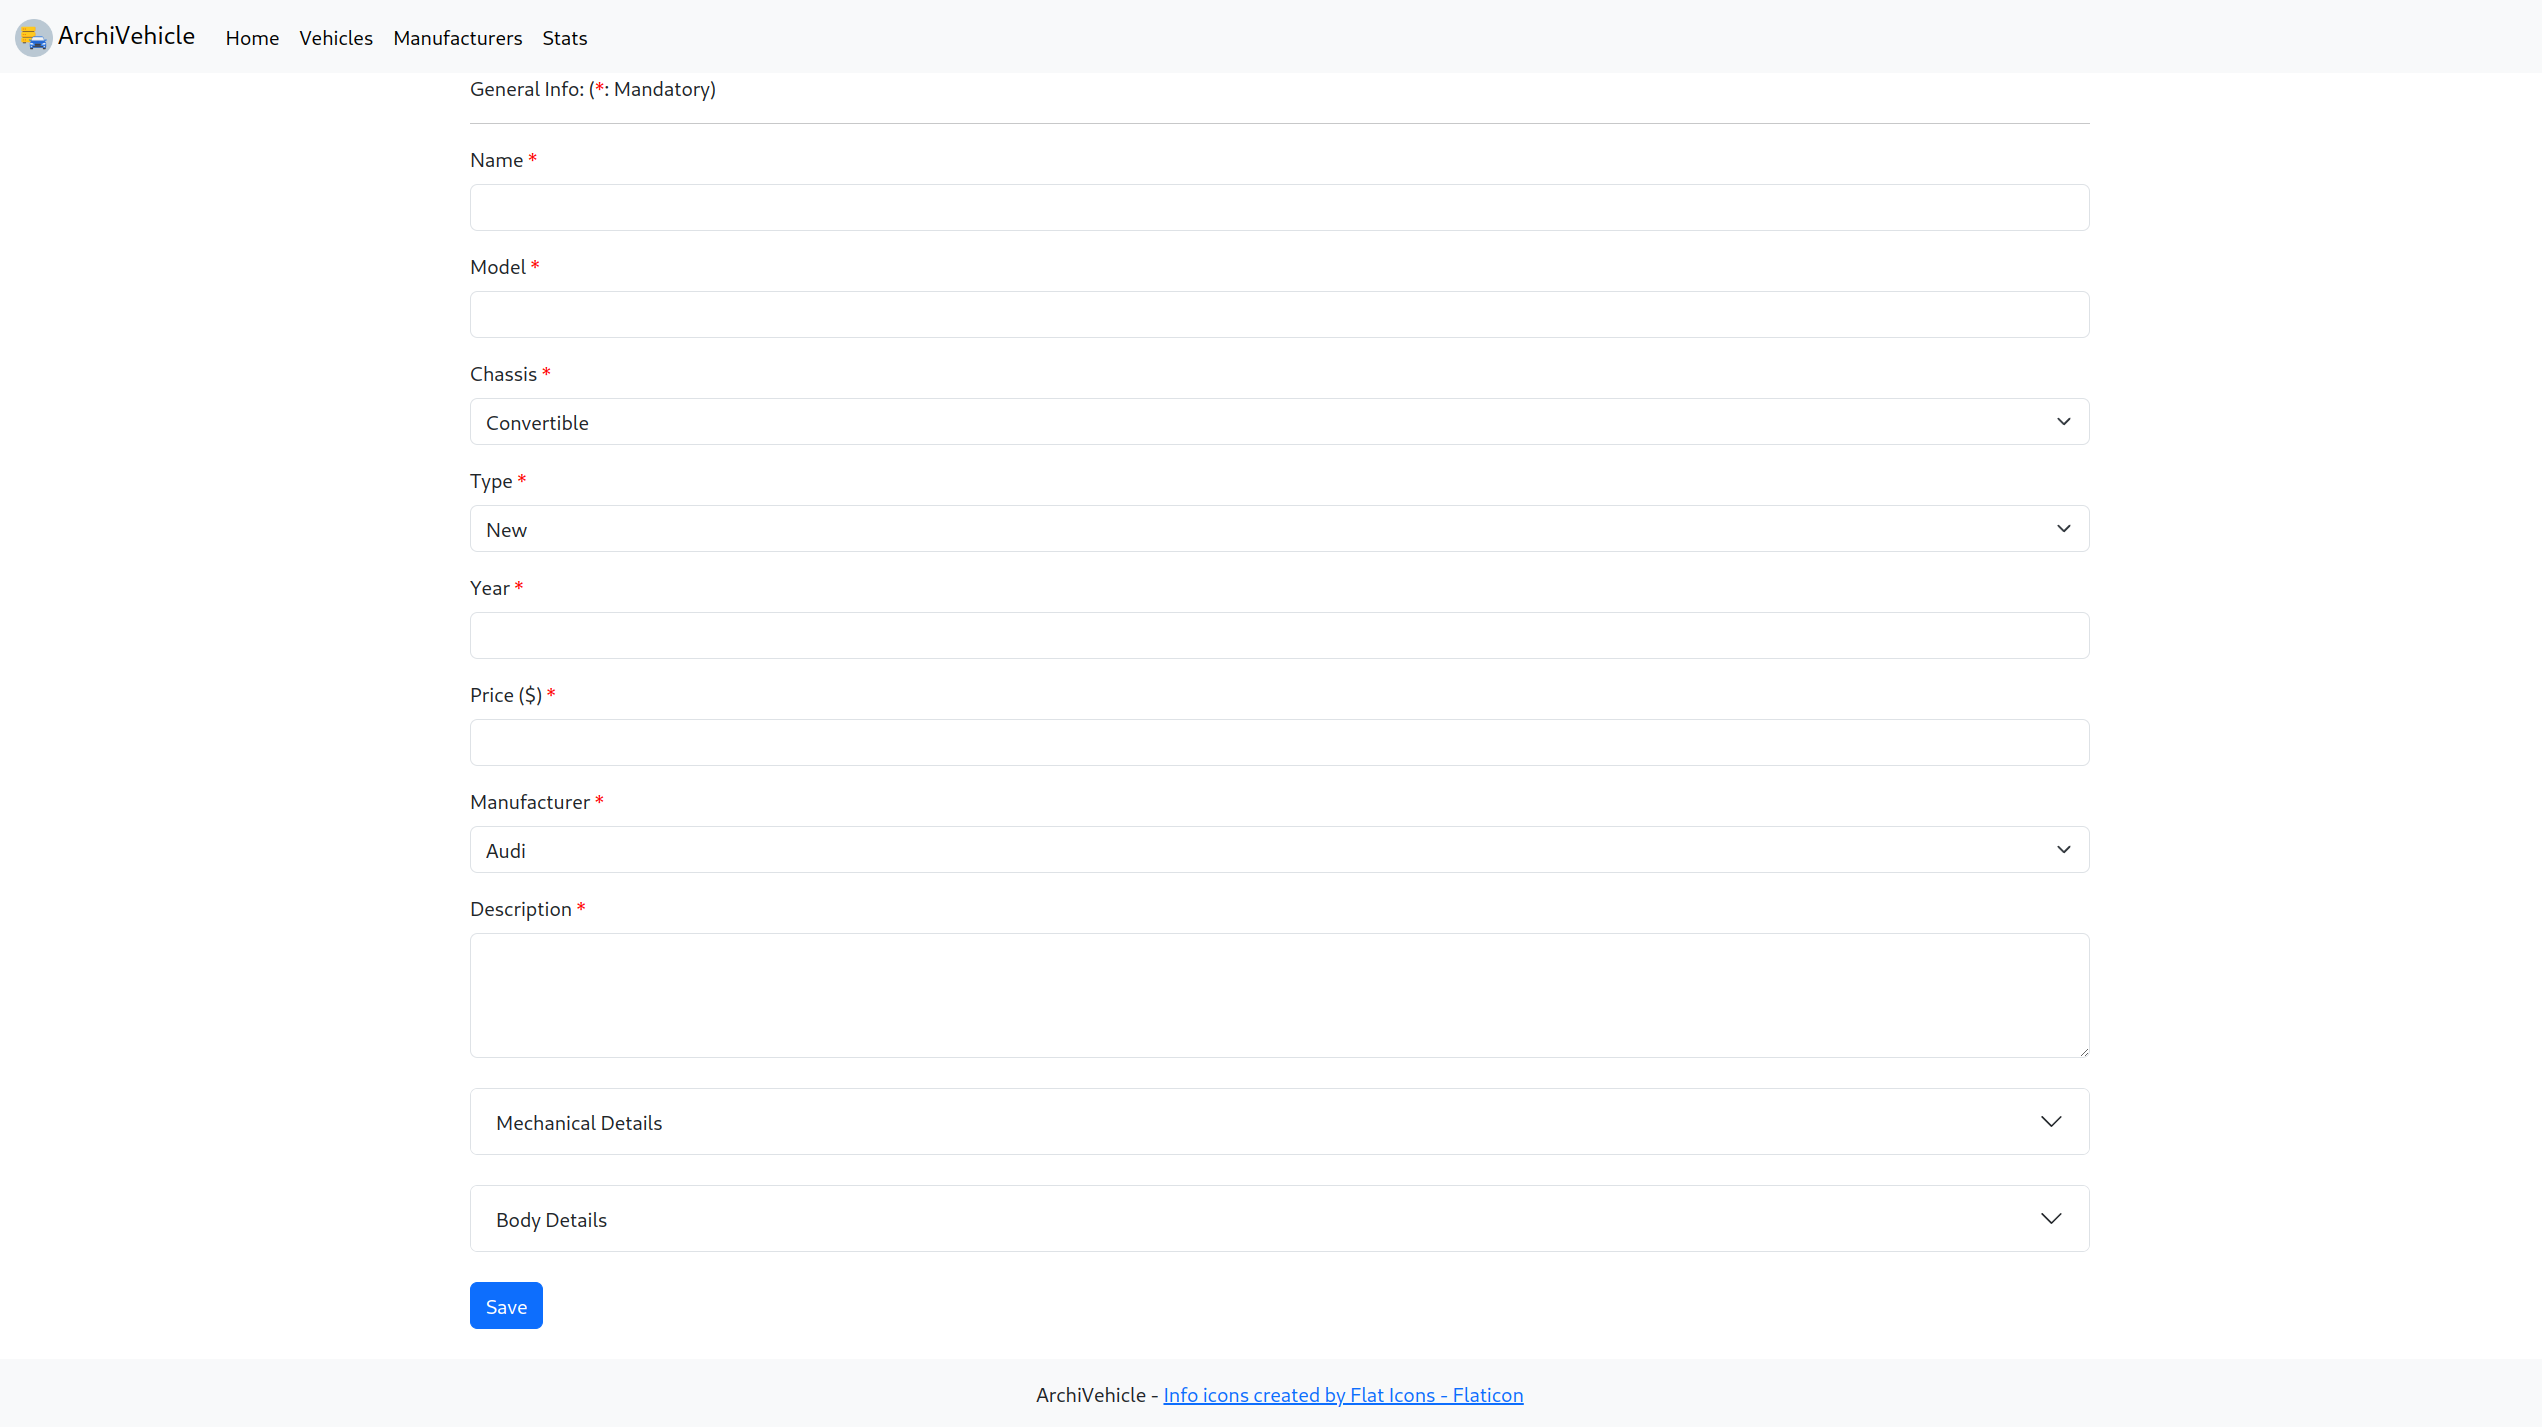 ArchiVehicle Home Vehicles Manufacturers Stats
General Info: (*: Mandatory)
Name *
Model *
Chassis *
Convertible
Type *
New
Year *
Price ($) *
Manufacturer *
Audi
Description *
Mechanical Details
Body Details
Save
ArchiVehicle - Info icons created by Flat Icons - Flaticon